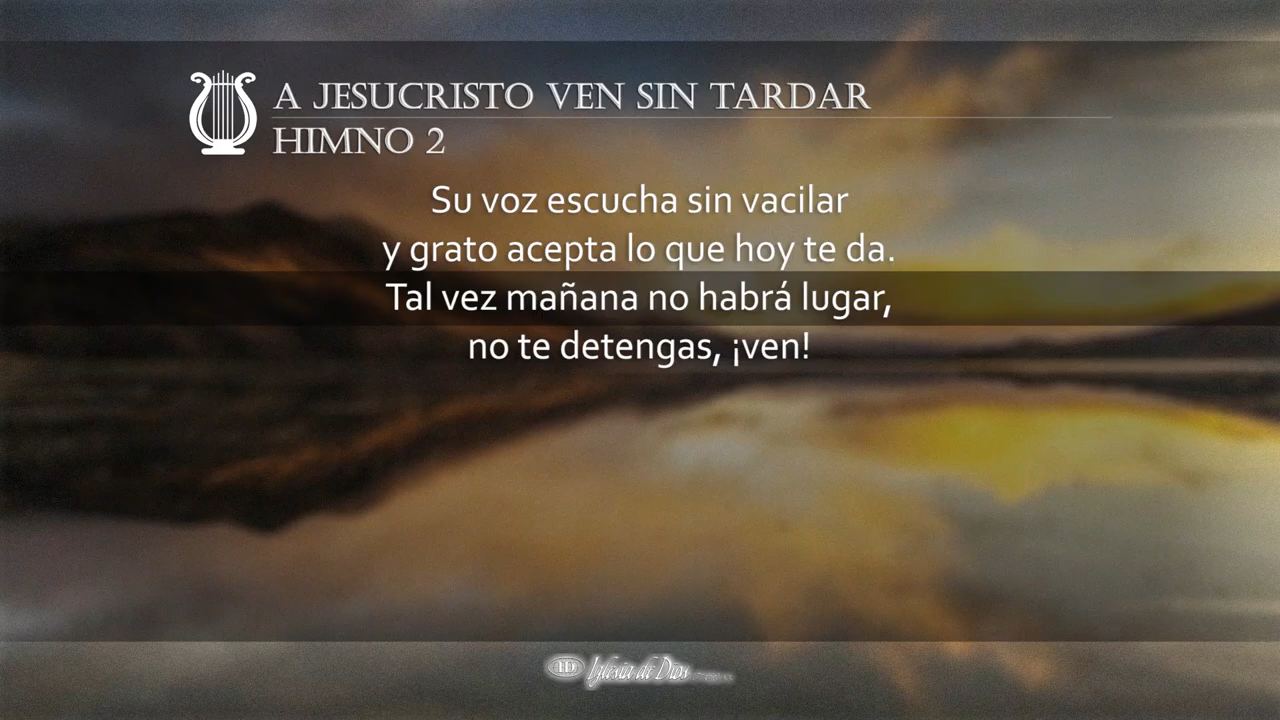 A JESUCRISTO VEN SIN TARDAR
HIMNO 2
Su voz escucha sin vacilar
y grato acepta lo que hoy te da.
Tal vez mañana no habrá lugar,
no te detengas, ¡ven!
Iglesia de Dios